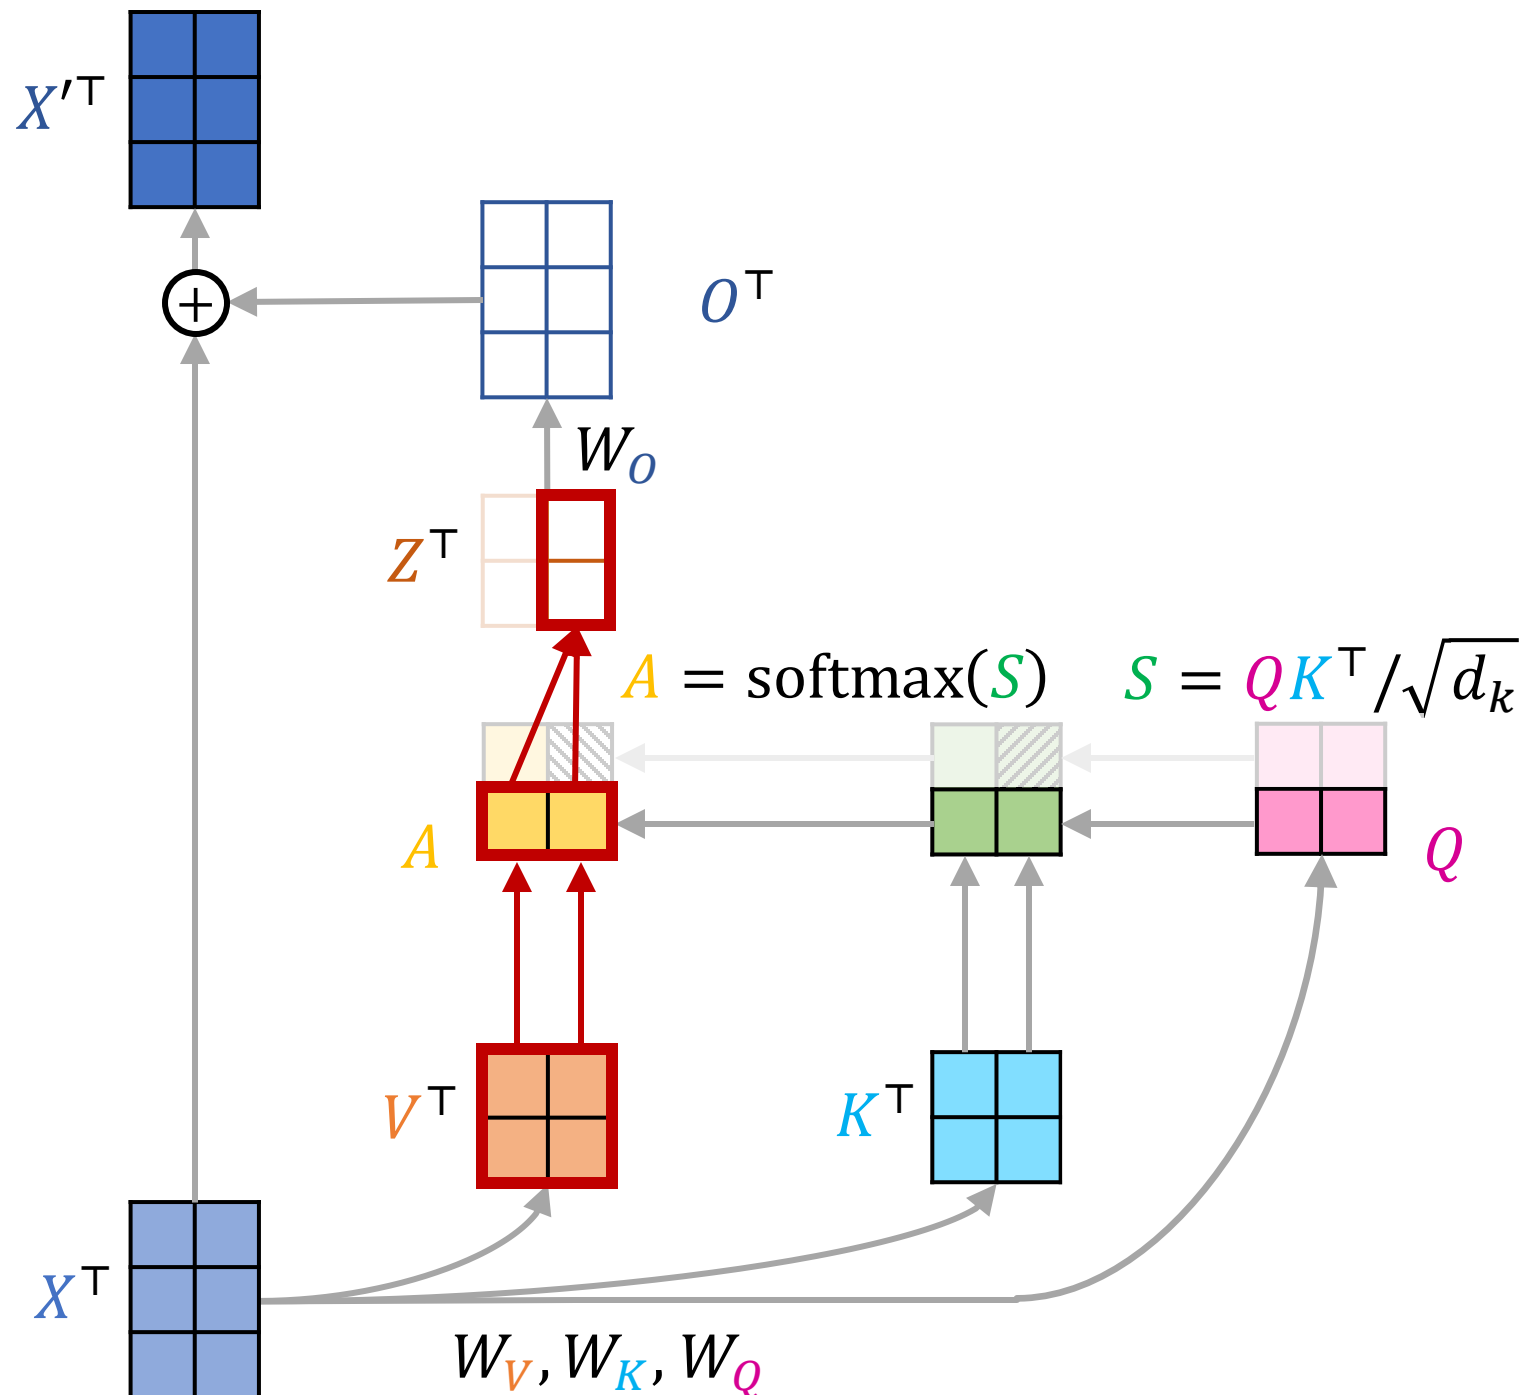 X′⊤
+
O⊤
W_O
Z⊤
A = softmax(S)
S = QK⊤/√d_k
A
Q
V⊤
K⊤
X⊤
W_V, W_K, W_Q